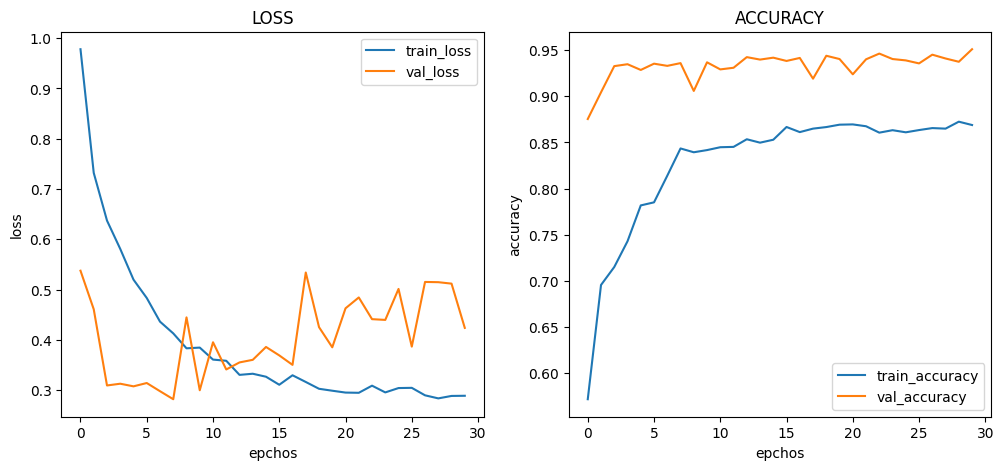 LOSS
train_loss
val_loss
1.0
0.9
0.8
0.7
0.6
0.5
0.4
0.3
loss
0 5 10 15 20 25 30
epchos
ACCURACY
0.95
0.90
0.85
0.80
0.75
0.70
0.65
0.60
accuracy
train_accuracy
val_accuracy
0 5 10 15 20 25 30
epchos